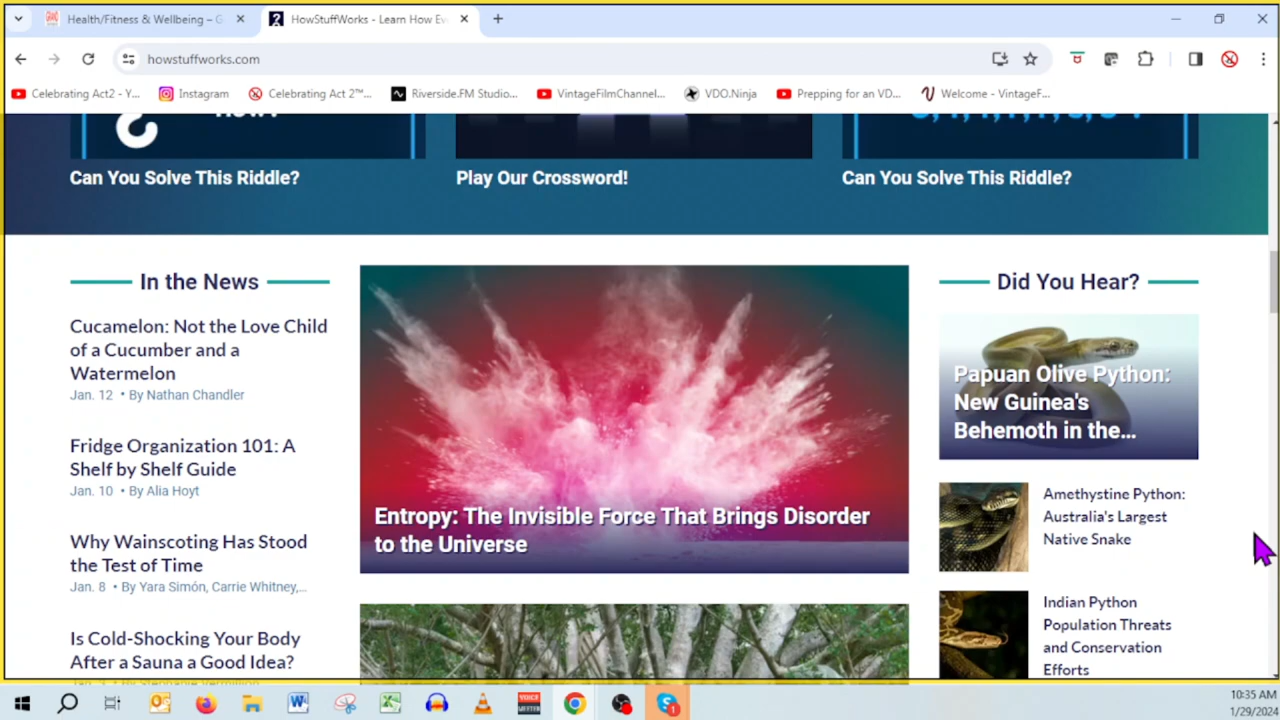 Health/Fitness & Wellbeing – G
HowStuffWorks - Learn How Ev
howstuffworks.com
Celebrating Act2 - Y...
Instagram
Celebrating Act 2™...
Riverside.FM Studio...
VintageFilmChannel...
VDO.Ninja
Prepping for an VD...
Welcome - VintageF...
Can You Solve This Riddle?
Play Our Crossword!
Can You Solve This Riddle?
In the News
Cucamelon: Not the Love Child
of a Cucumber and a
Watermelon
Jan. 12 • By Nathan Chandler
Fridge Organization 101: A
Shelf by Shelf Guide
Jan. 10 • By Alia Hoyt
Why Wainscoting Has Stood
the Test of Time
Jan. 8 • By Yara Simón, Carrie Whitney,...
Is Cold-Shocking Your Body
After a Sauna a Good Idea?
Entropy: The Invisible Force That Brings Disorder
to the Universe
Did You Hear?
Papuan Olive Python:
New Guinea's
Behemoth in the...
Amethystine Python:
Australia's Largest
Native Snake
Indian Python
Population Threats
and Conservation
Efforts
VOICE
MEETER
1
10:35 AM
1/29/2024